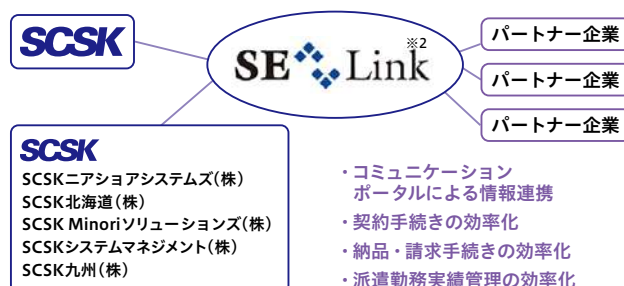 SCSK
SE Link
※2
パートナー企業
パートナー企業
パートナー企業
SCSK
SCSKニアショアシステムズ(株)
SCSK北海道(株)
SCSK Minoriソリューションズ(株)
SCSKシステムマネジメント(株)
SCSK九州(株)
・コミュニケーション
ポータルによる情報連携
・契約手続きの効率化
・納品・請求手続きの効率化
・派遣勤務実績管理の効率化